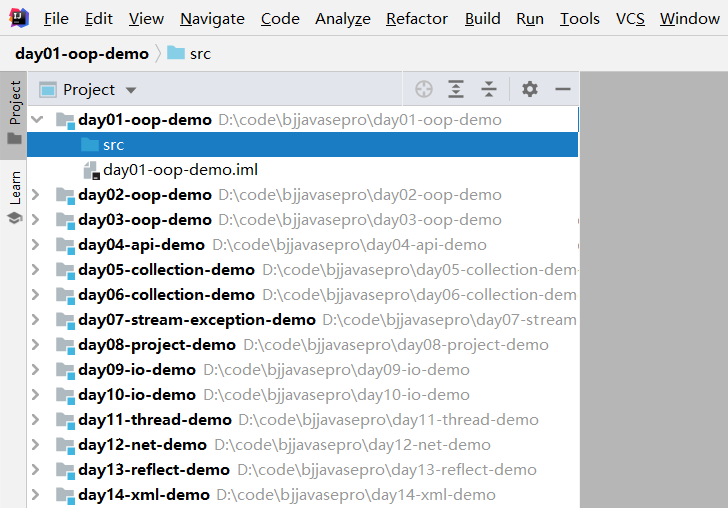 File Edit View Navigate Code Analyze Refactor Build Run Tools VCS Window
day01-oop-demo src
Project
Learn
Project
day01-oop-demo D:\code\bjjavasepro\day01-oop-demo
src
day01-oop-demo.iml
day02-oop-demo D:\code\bjjavasepro\day02-oop-demo
day03-oop-demo D:\code\bjjavasepro\day03-oop-demo
day04-api-demo D:\code\bjjavasepro\day04-api-demo
day05-collection-demo D:\code\bjjavasepro\day05-collection-dem
day06-collection-demo D:\code\bjjavasepro\day06-collection-dem
day07-stream-exception-demo D:\code\bjjavasepro\day07-stream
day08-project-demo D:\code\bjjavasepro\day08-project-demo
day09-io-demo D:\code\bjjavasepro\day09-io-demo
day10-io-demo D:\code\bjjavasepro\day10-io-demo
day11-thread-demo D:\code\bjjavasepro\day11-thread-demo
day12-net-demo D:\code\bjjavasepro\day12-net-demo
day13-reflect-demo D:\code\bjjavasepro\day13-reflect-demo
day14-xml-demo D:\code\bjjavasepro\day14-xml-demo